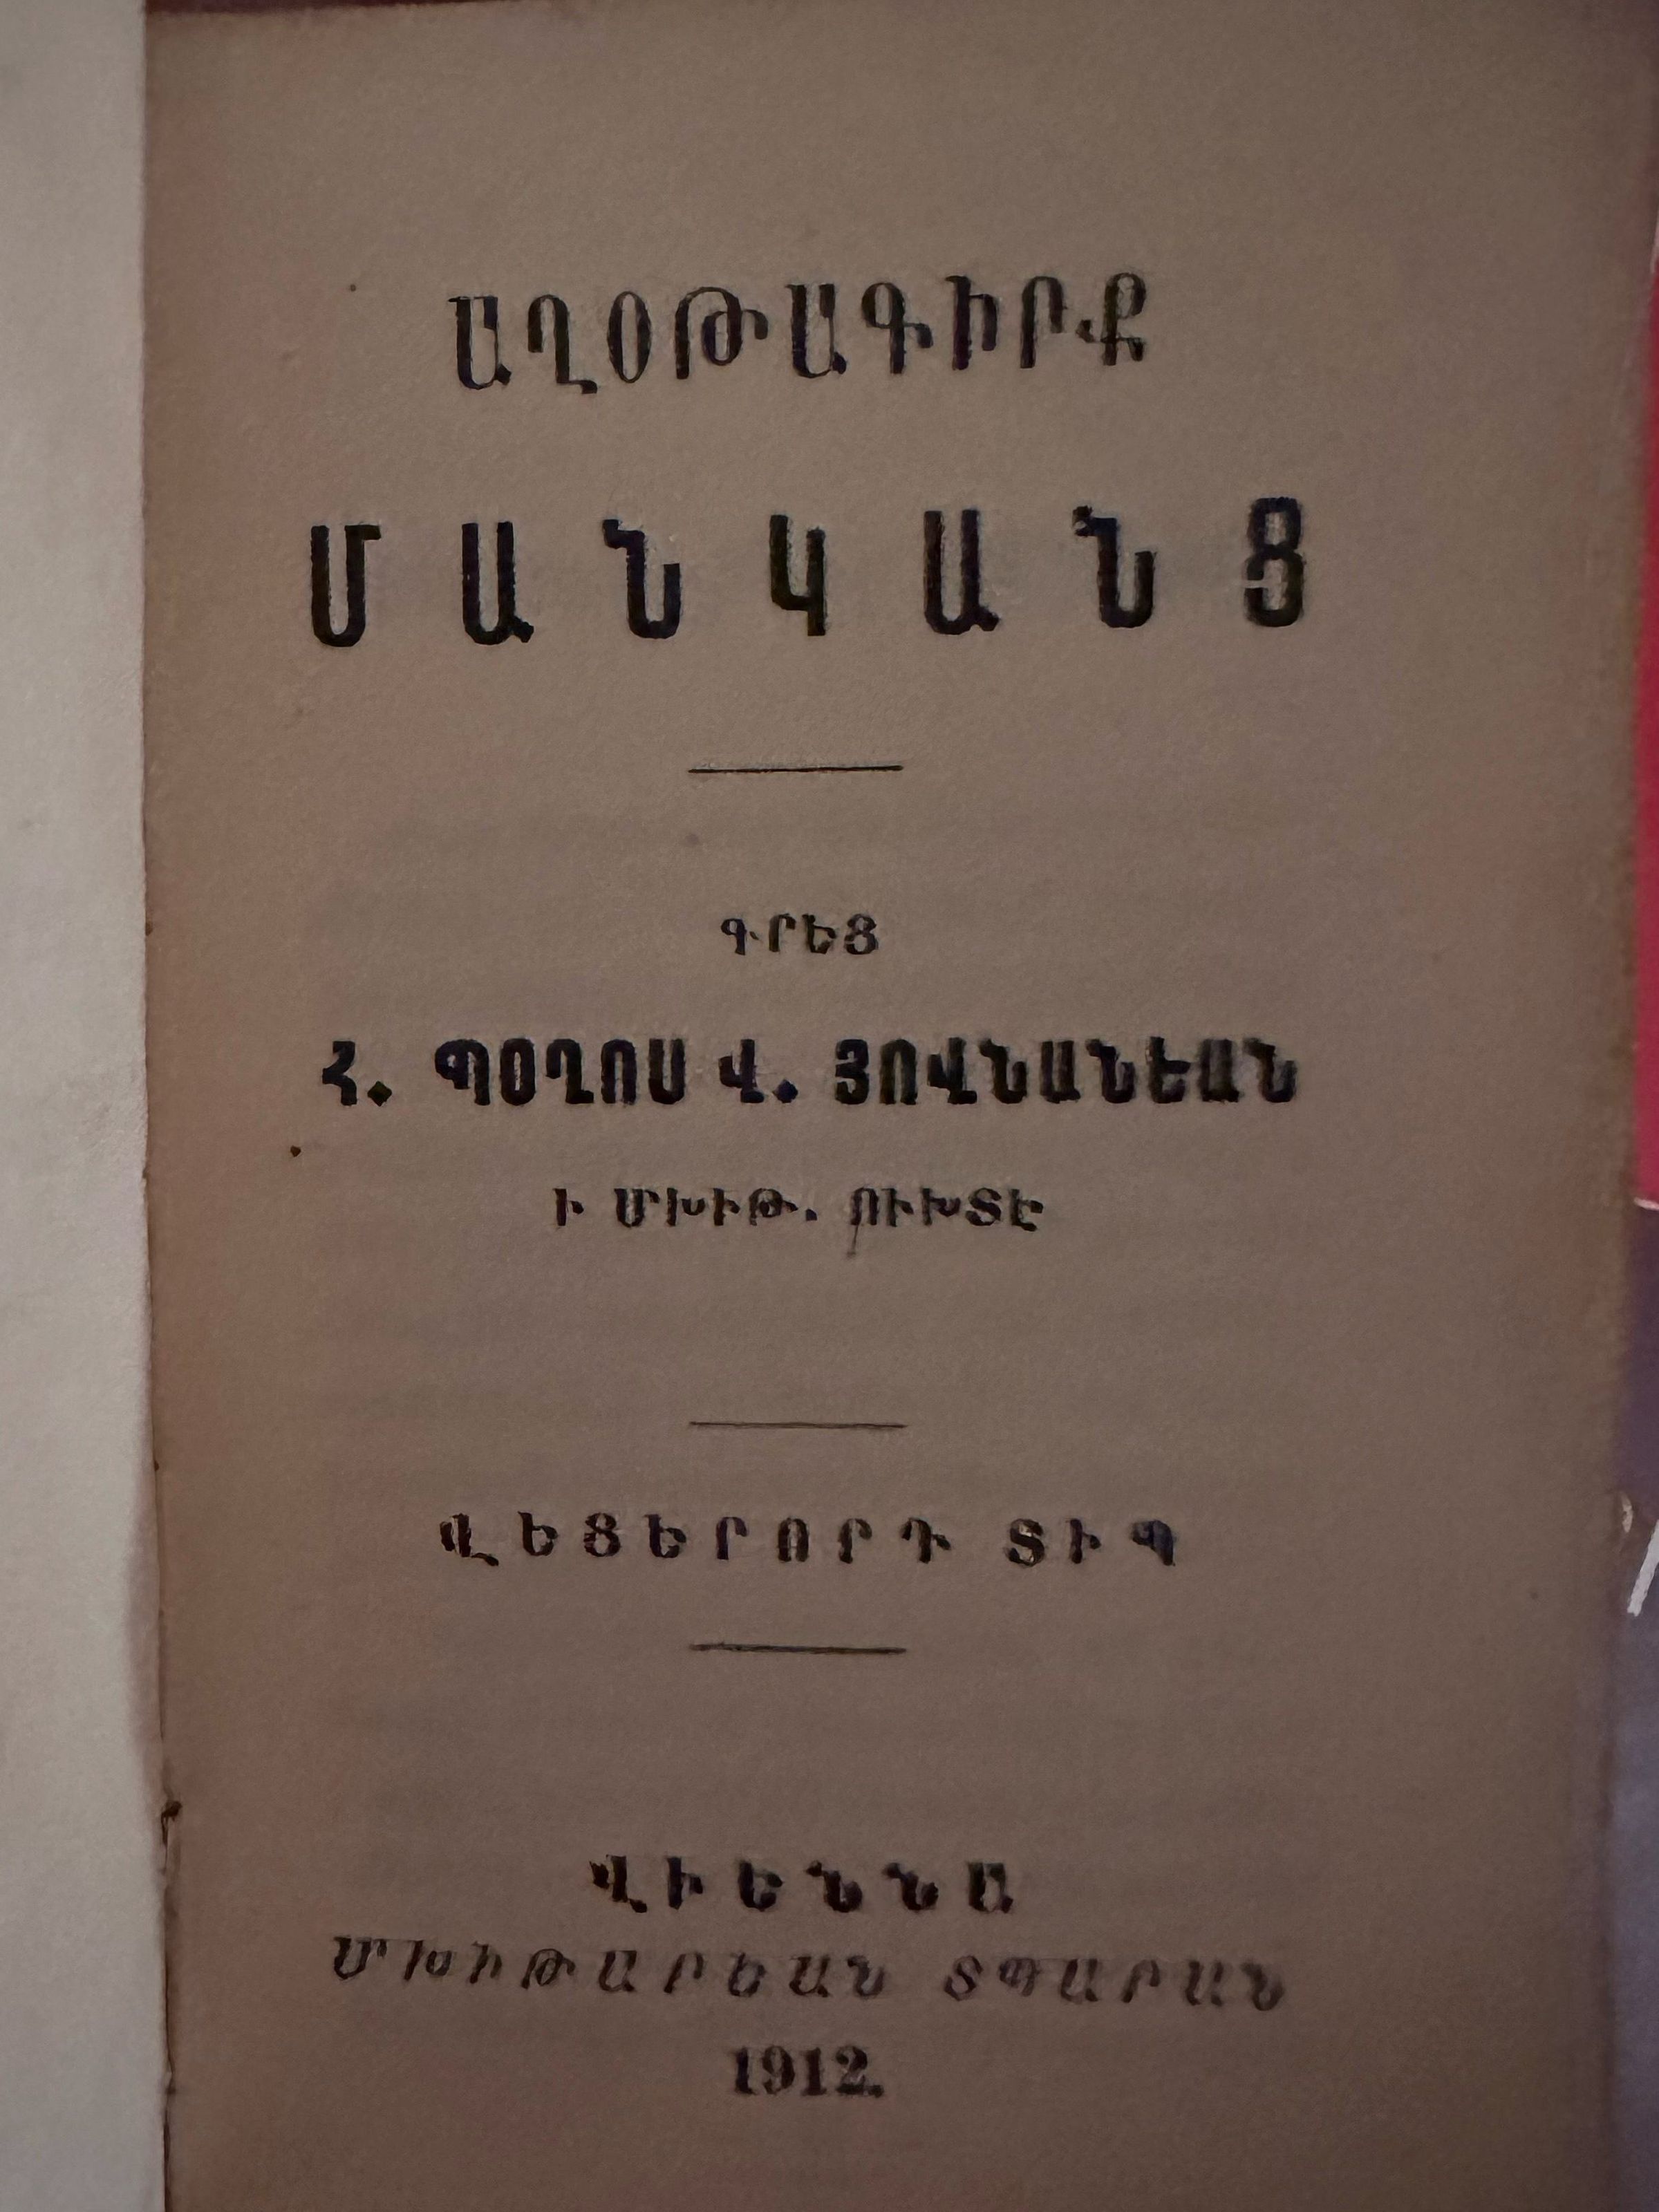 ԱՂՕԹԱԳԻՐՔ
ՄԱՆԿԱՆՑ
ԳՐԵՑ
Հ. ՊՕՂՈՍ Վ. ՅՈՎՆԱՆԵԱՆ
Ի ՄԽԻԹ. ՈՒԽՏԷ
ՎԵՑԵՐՈՐԴ ՏԻՊ
ՎԻԵՆՆԱ
ՄԽԻԹԱՐԵԱՆ ՏՊԱՐԱՆ
1912.